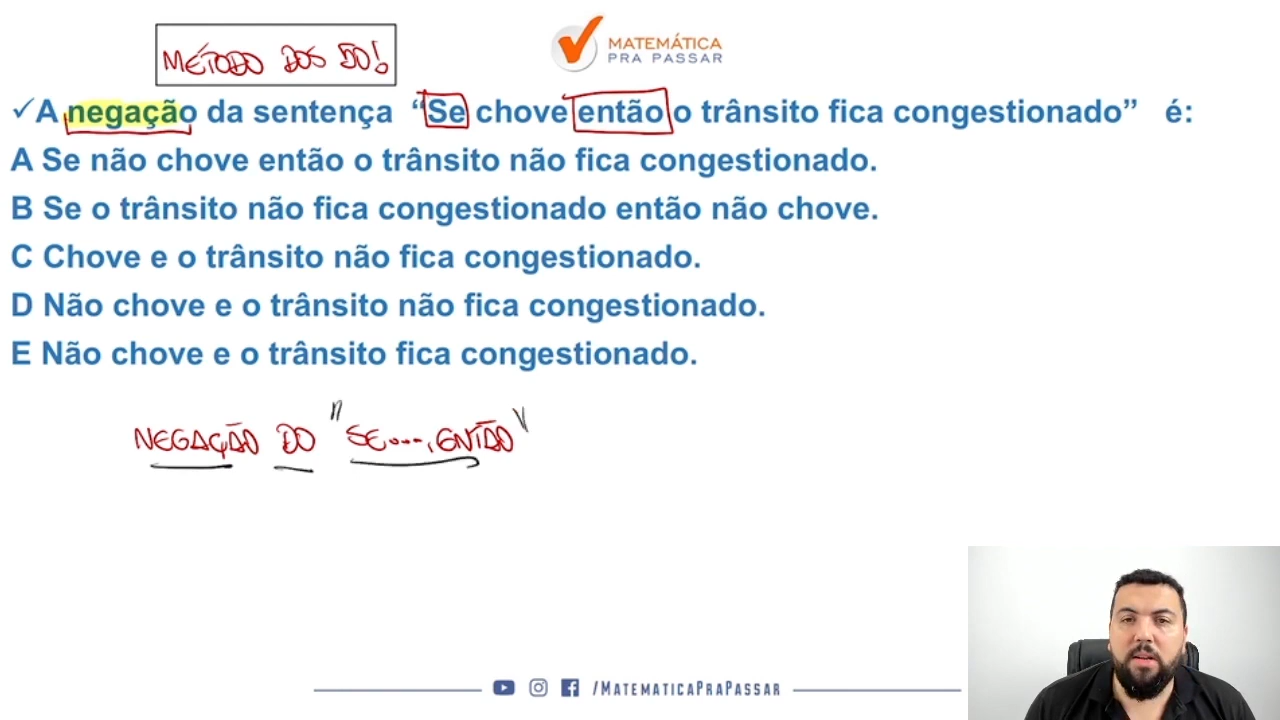 MÉTODO DOS 50!
MATEMÁTICA
PRA PASSAR
✓A negação da sentença “Se chove então o trânsito fica congestionado” é:
A Se não chove então o trânsito não fica congestionado.
B Se o trânsito não fica congestionado então não chove.
C Chove e o trânsito não fica congestionado.
D Não chove e o trânsito não fica congestionado.
E Não chove e o trânsito fica congestionado.
NEGAÇÃO DO "SE...,ENTÃO"
/MATEMATICAPRAPASSAR